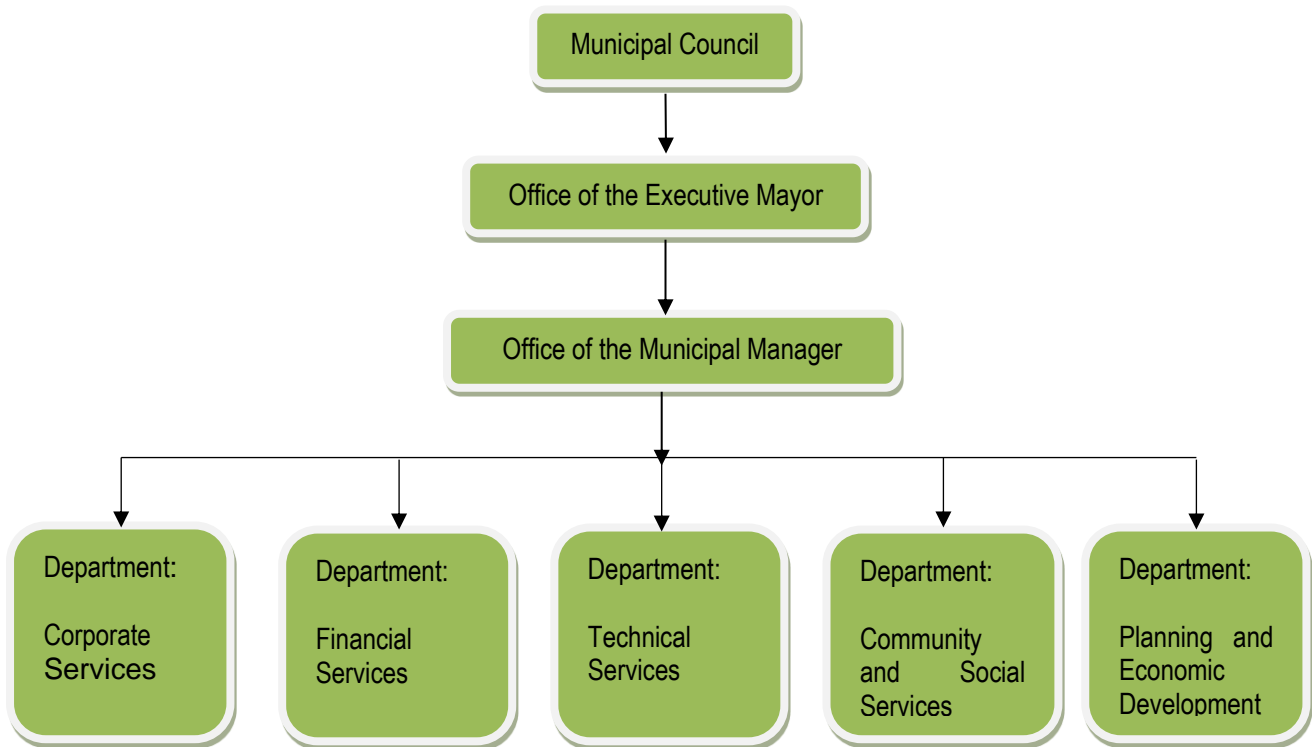 Municipal Council
Office of the Executive Mayor
Office of the Municipal Manager
Department:
Corporate
Services
Department:
Financial
Services
Department:
Technical
Services
Department:
Community
and Social
Services
Department:
Planning and
Economic
Development